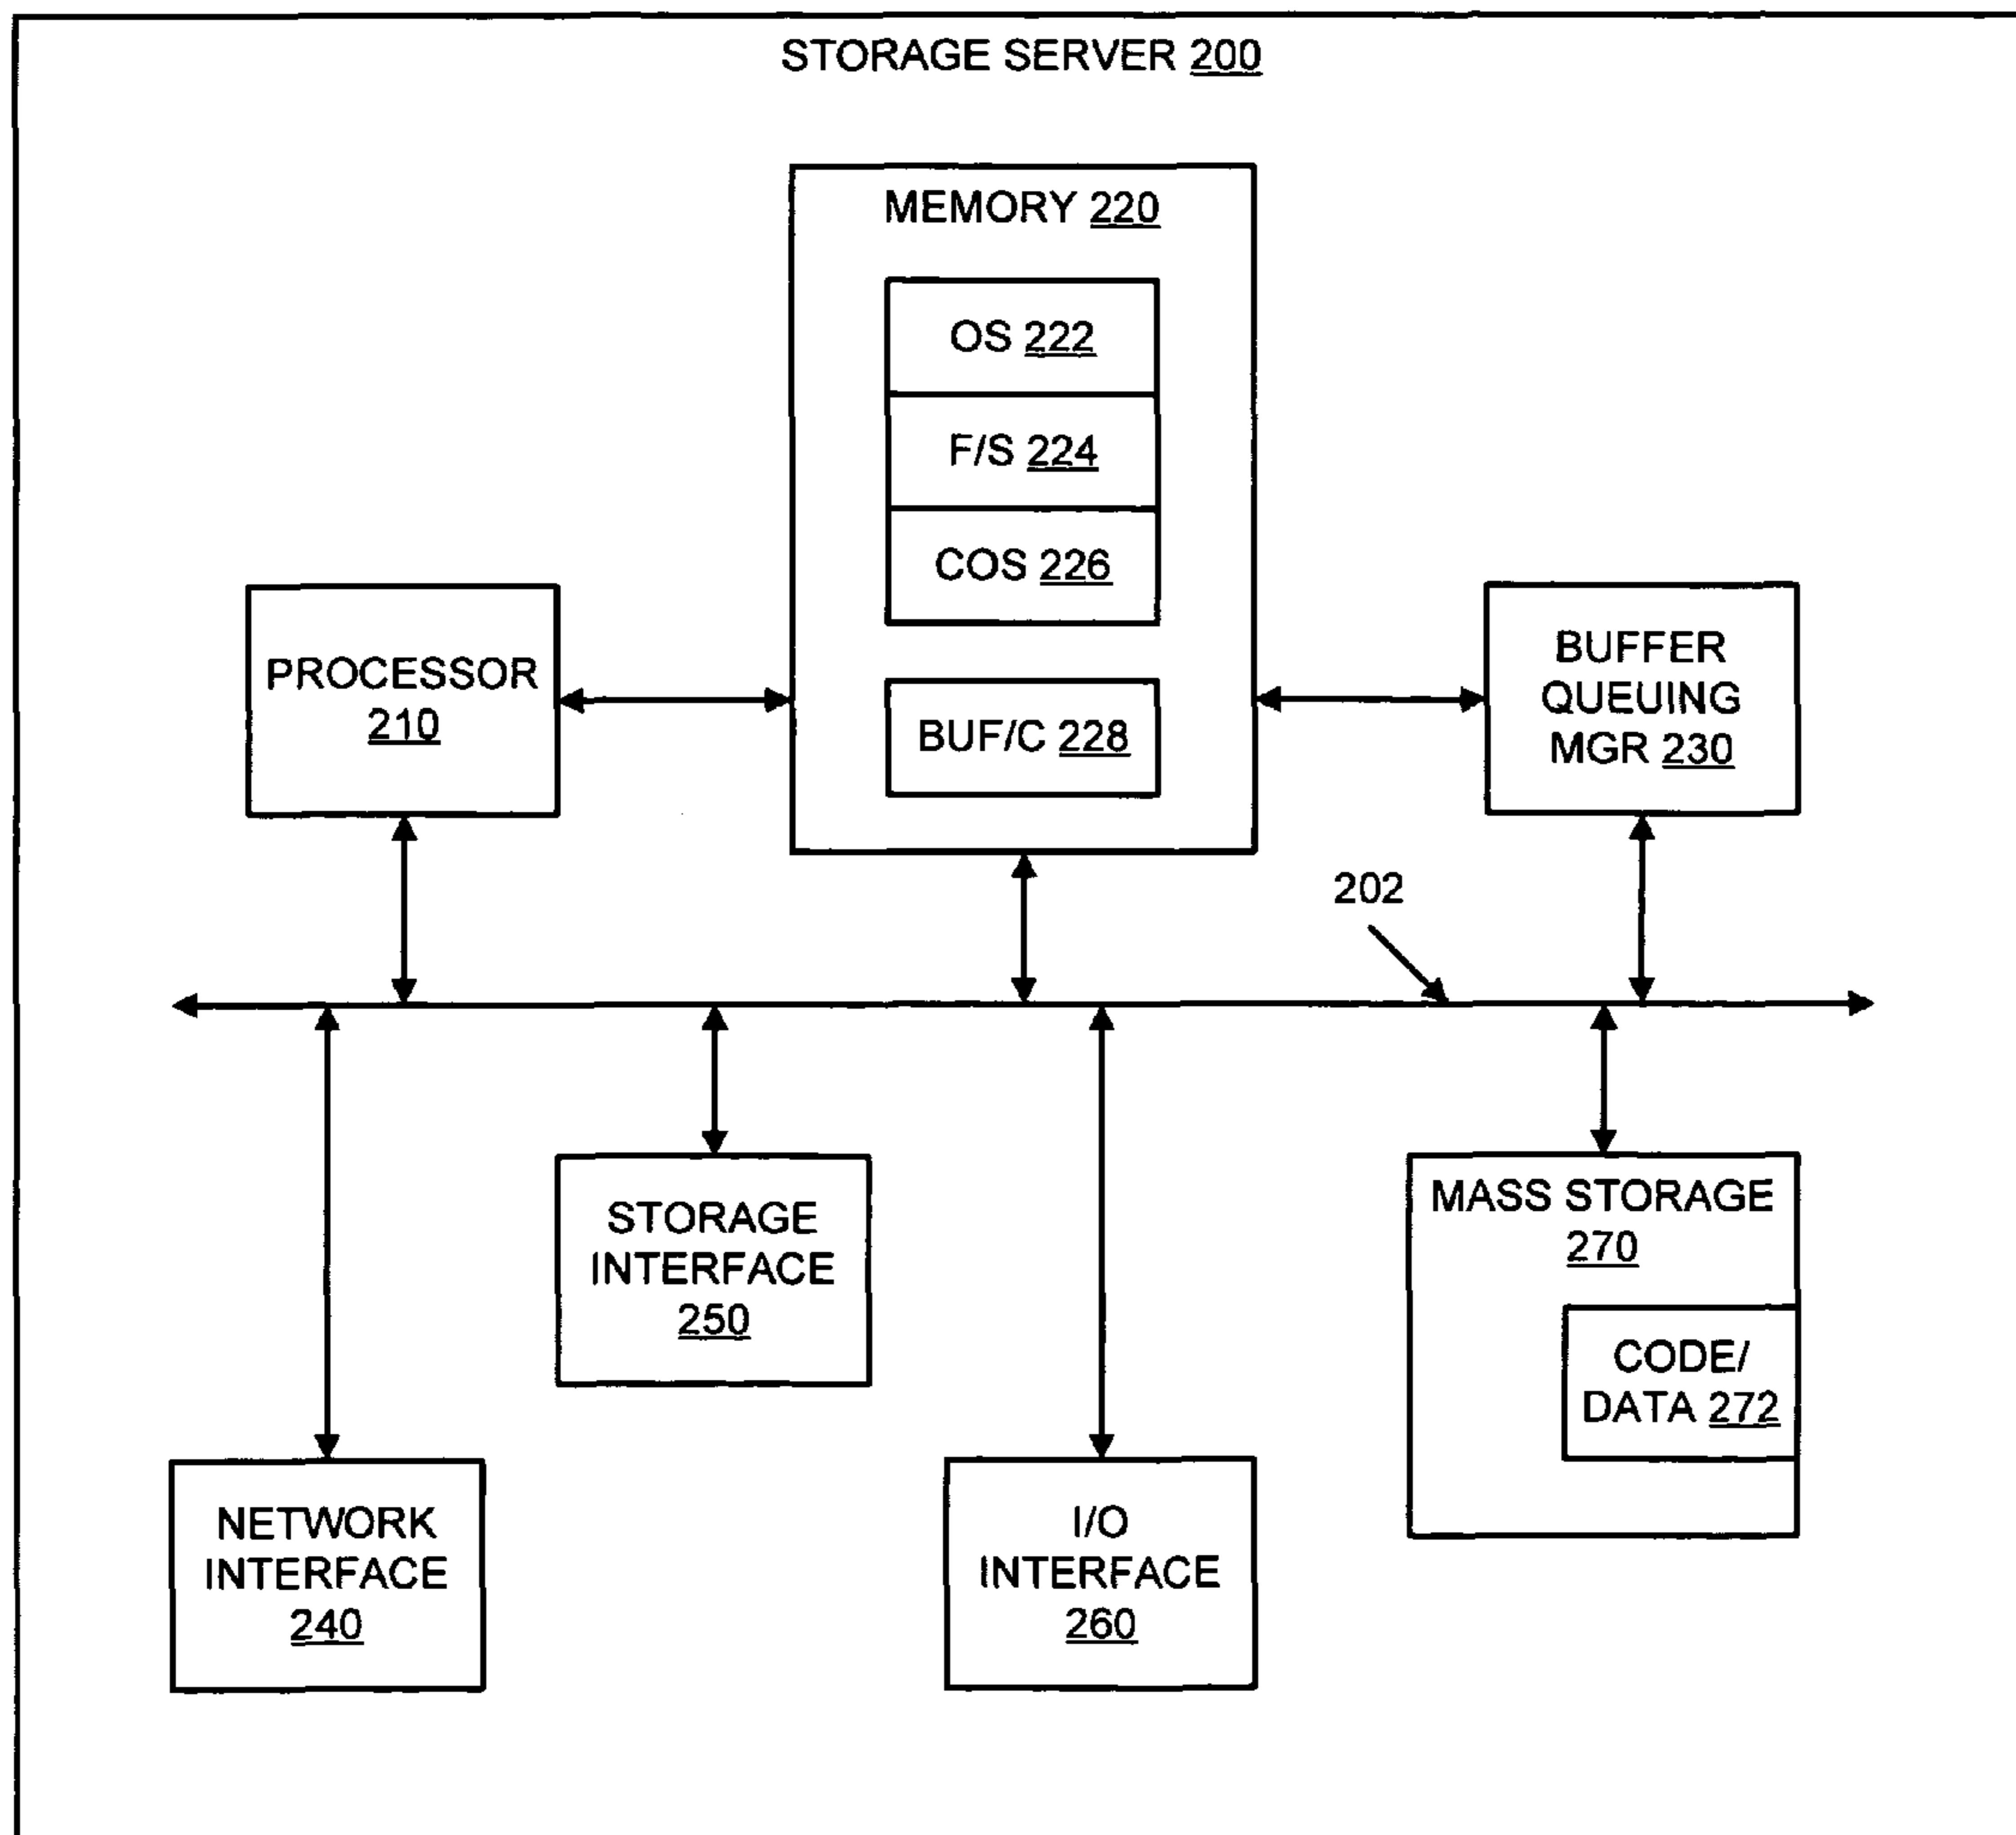 STORAGE SERVER 200
MEMORY 220
OS 222
F/S 224
COS 226
BUF/C 228
PROCESSOR
210
BUFFER
QUEUING
MGR 230
202
STORAGE
INTERFACE
250
MASS STORAGE
270
CODE/
DATA 272
NETWORK
INTERFACE
240
I/O
INTERFACE
260